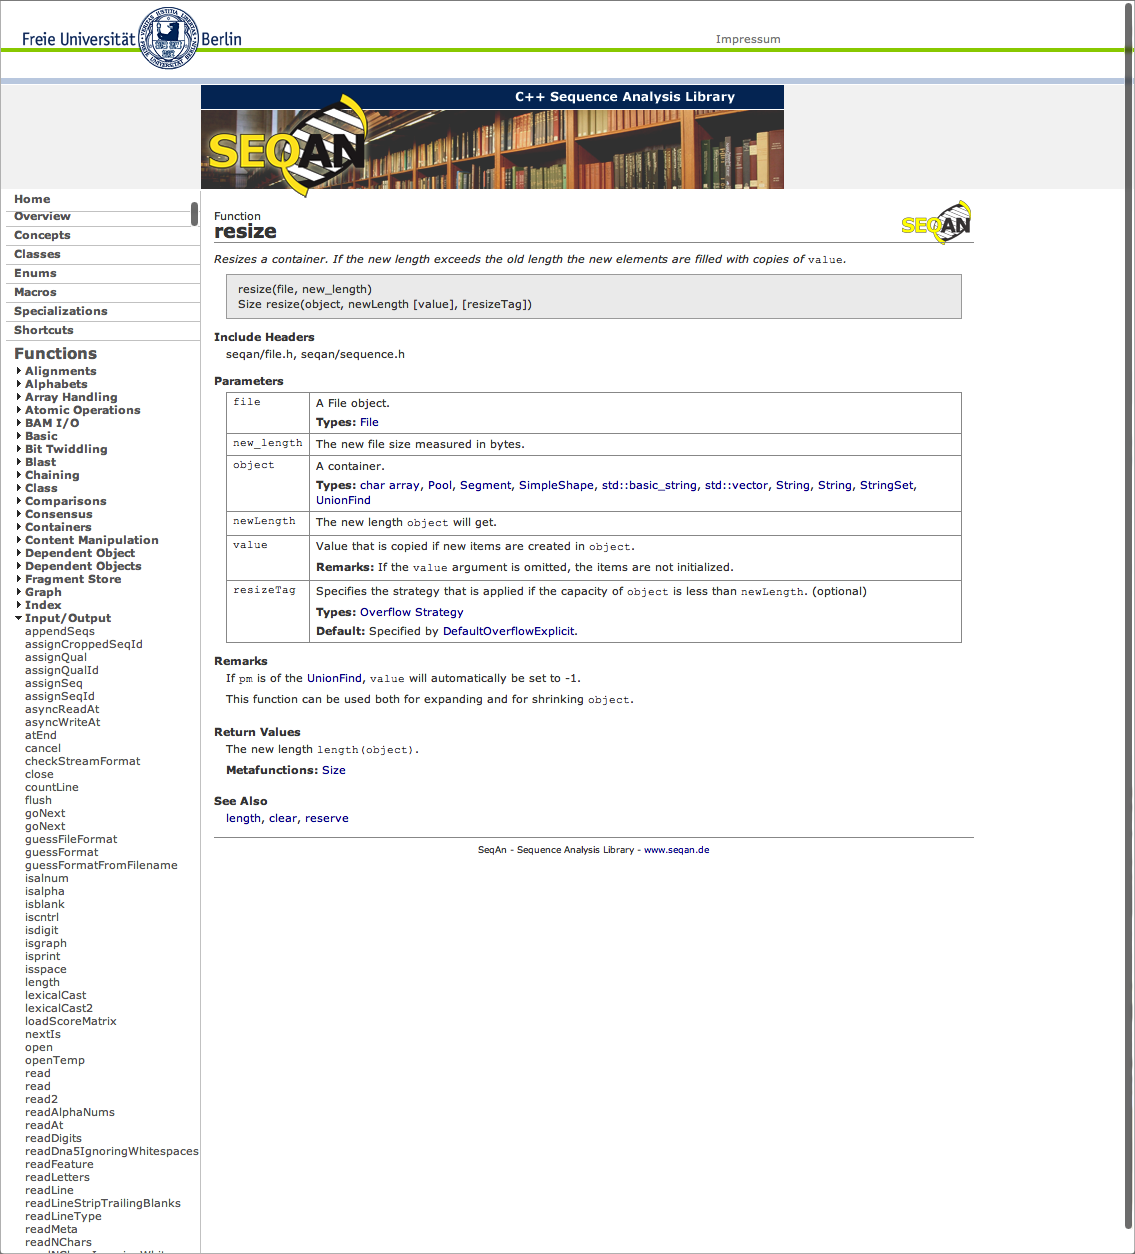 Freie Universität Berlin
Impressum
C++ Sequence Analysis Library
SEQAN
Home
Overview
Concepts
Classes
Enums
Macros
Specializations
Shortcuts
Functions
Alignments
Alphabets
Array Handling
Atomic Operations
BAM I/O
Basic
Bit Twiddling
Blast
Chaining
Class
Comparisons
Consensus
Containers
Content Manipulation
Dependent Object
Dependent Objects
Fragment Store
Graph
Index
Input/Output
appendSeqs
assignCroppedSeqId
assignQual
assignQualId
assignSeq
assignSeqId
asyncReadAt
asyncWriteAt
atEnd
cancel
checkStreamFormat
close
countLine
flush
goNext
goNext
guessFileFormat
guessFormat
guessFormatFromFilename
isalnum
isalpha
isblank
iscntrl
isdigit
isgraph
isprint
isspace
length
lexicalCast
lexicalCast2
loadScoreMatrix
nextIs
open
openTemp
read
read
read2
readAlphaNums
readAt
readDigits
readDna5IgnoringWhitespaces
readFeature
readLetters
readLine
readLineStripTrailingBlanks
readLineType
readMeta
readNChars
Function
resize
SEQAN
Resizes a container. If the new length exceeds the old length the new elements are filled with copies of value.
resize(file, new_length)
Size resize(object, newLength [value], [resizeTag])
Include Headers
seqan/file.h, seqan/sequence.h
Parameters
file
A File object.
Types: File
new_length
The new file size measured in bytes.
object
A container.
Types: char array, Pool, Segment, SimpleShape, std::basic_string, std::vector, String, String, StringSet,
UnionFind
newLength
The new length object will get.
value
Value that is copied if new items are created in object.
Remarks: If the value argument is omitted, the items are not initialized.
resizeTag
Specifies the strategy that is applied if the capacity of object is less than newLength. (optional)
Types: Overflow Strategy
Default: Specified by DefaultOverflowExplicit.
Remarks
If pm is of the UnionFind, value will automatically be set to -1.
This function can be used both for expanding and for shrinking object.
Return Values
The new length length(object).
Metafunctions: Size
See Also
length, clear, reserve
SeqAn - Sequence Analysis Library - www.seqan.de